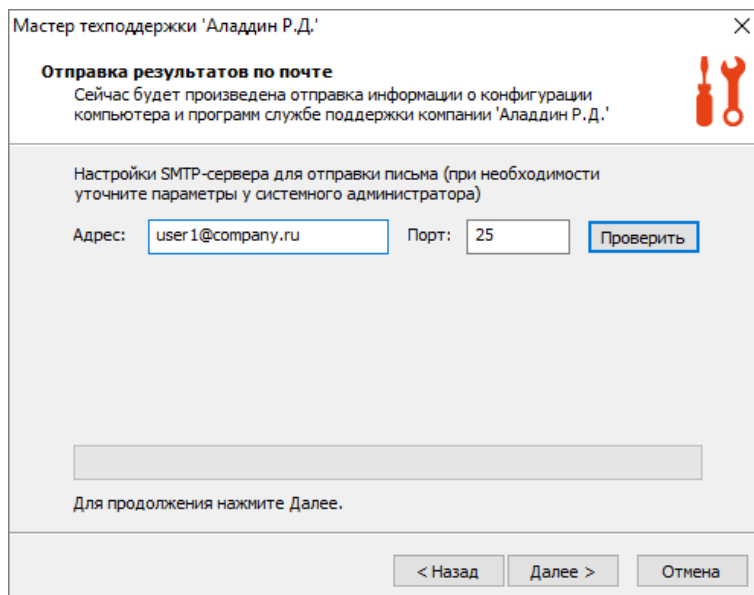 Мастер техподдержки 'Аладдин Р.Д.'
Отправка результатов по почте
Сейчас будет произведена отправка информации о конфигурации
компьютера и программ службе поддержки компании 'Аладдин Р.Д.'
Настройки SMTP-сервера для отправки письма (при необходимости
уточните параметры у системного администратора)
Адрес: user1@company.ru Порт: 25 Проверить
Для продолжения нажмите Далее.
< Назад Далее > Отмена